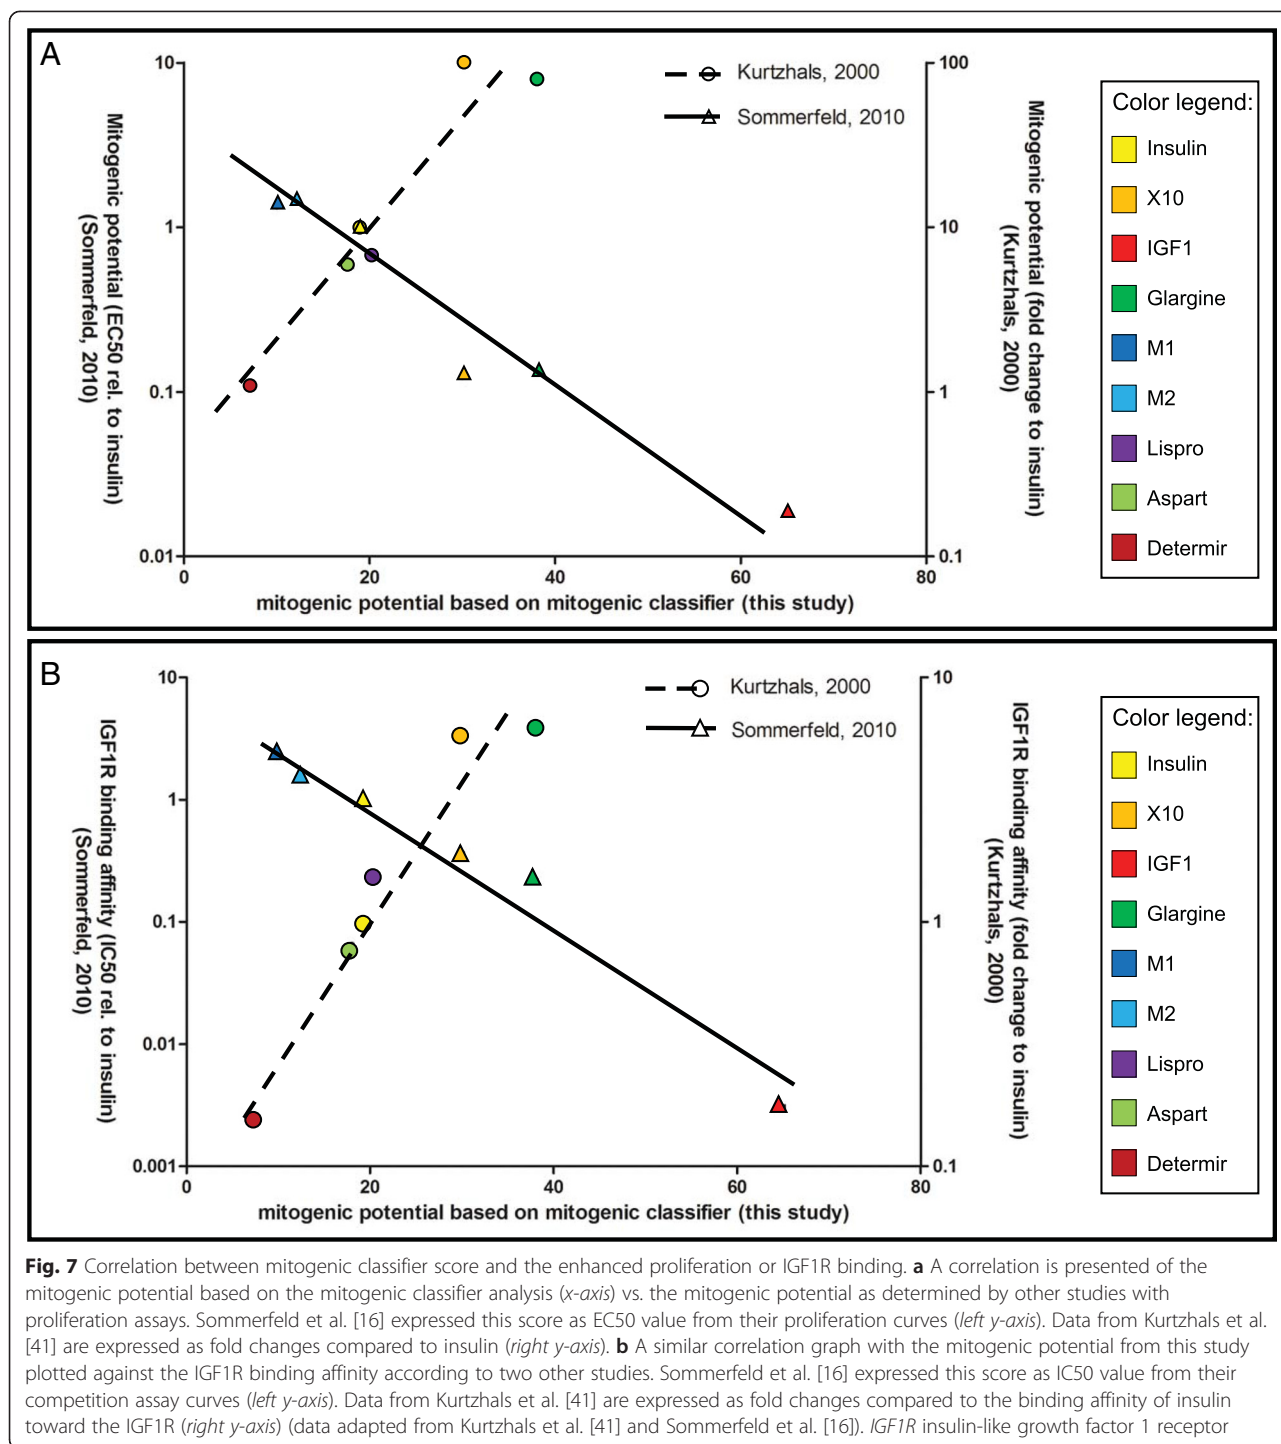 A
Mitogenic potential (EC50 rel. to insulin)
(Sommerfeld, 2010)
10
1
0.1
0.01
Kurtzhals, 2000
Sommerfeld, 2010
100
10
1
0.1
Mitogenic potential (fold change to insulin)
(Kurtzhals, 2000)
0 20 40 60 80
mitogenic potential based on mitogenic classifier (this study)
Color legend:
Insulin
X10
IGF1
Glargine
M1
M2
Lispro
Aspart
Determir
B
IGF1R binding affinity (IC50 rel. to insulin)
(Sommerfeld, 2010)
10
1
0.1
0.01
0.001
Kurtzhals, 2000
Sommerfeld, 2010
10
1
0.1
IGF1R binding affinity (fold change to insulin)
(Kurtzhals, 2000)
0 20 40 60 80
mitogenic potential based on mitogenic classifier (this study)
Color legend:
Insulin
X10
IGF1
Glargine
M1
M2
Lispro
Aspart
Determir
Fig. 7 Correlation between mitogenic classifier score and the enhanced proliferation or IGF1R binding. a A correlation is presented of the
mitogenic potential based on the mitogenic classifier analysis (x-axis) vs. the mitogenic potential as determined by other studies with
proliferation assays. Sommerfeld et al. [16] expressed this score as EC50 value from their proliferation curves (left y-axis). Data from Kurtzhals et al.
[41] are expressed as fold changes compared to insulin (right y-axis). b A similar correlation graph with the mitogenic potential from this study
plotted against the IGF1R binding affinity according to two other studies. Sommerfeld et al. [16] expressed this score as IC50 value from their
competition assay curves (left y-axis). Data from Kurtzhals et al. [41] are expressed as fold changes compared to the binding affinity of insulin
toward the IGF1R (right y-axis) (data adapted from Kurtzhals et al. [41] and Sommerfeld et al. [16]). IGF1R insulin-like growth factor 1 receptor